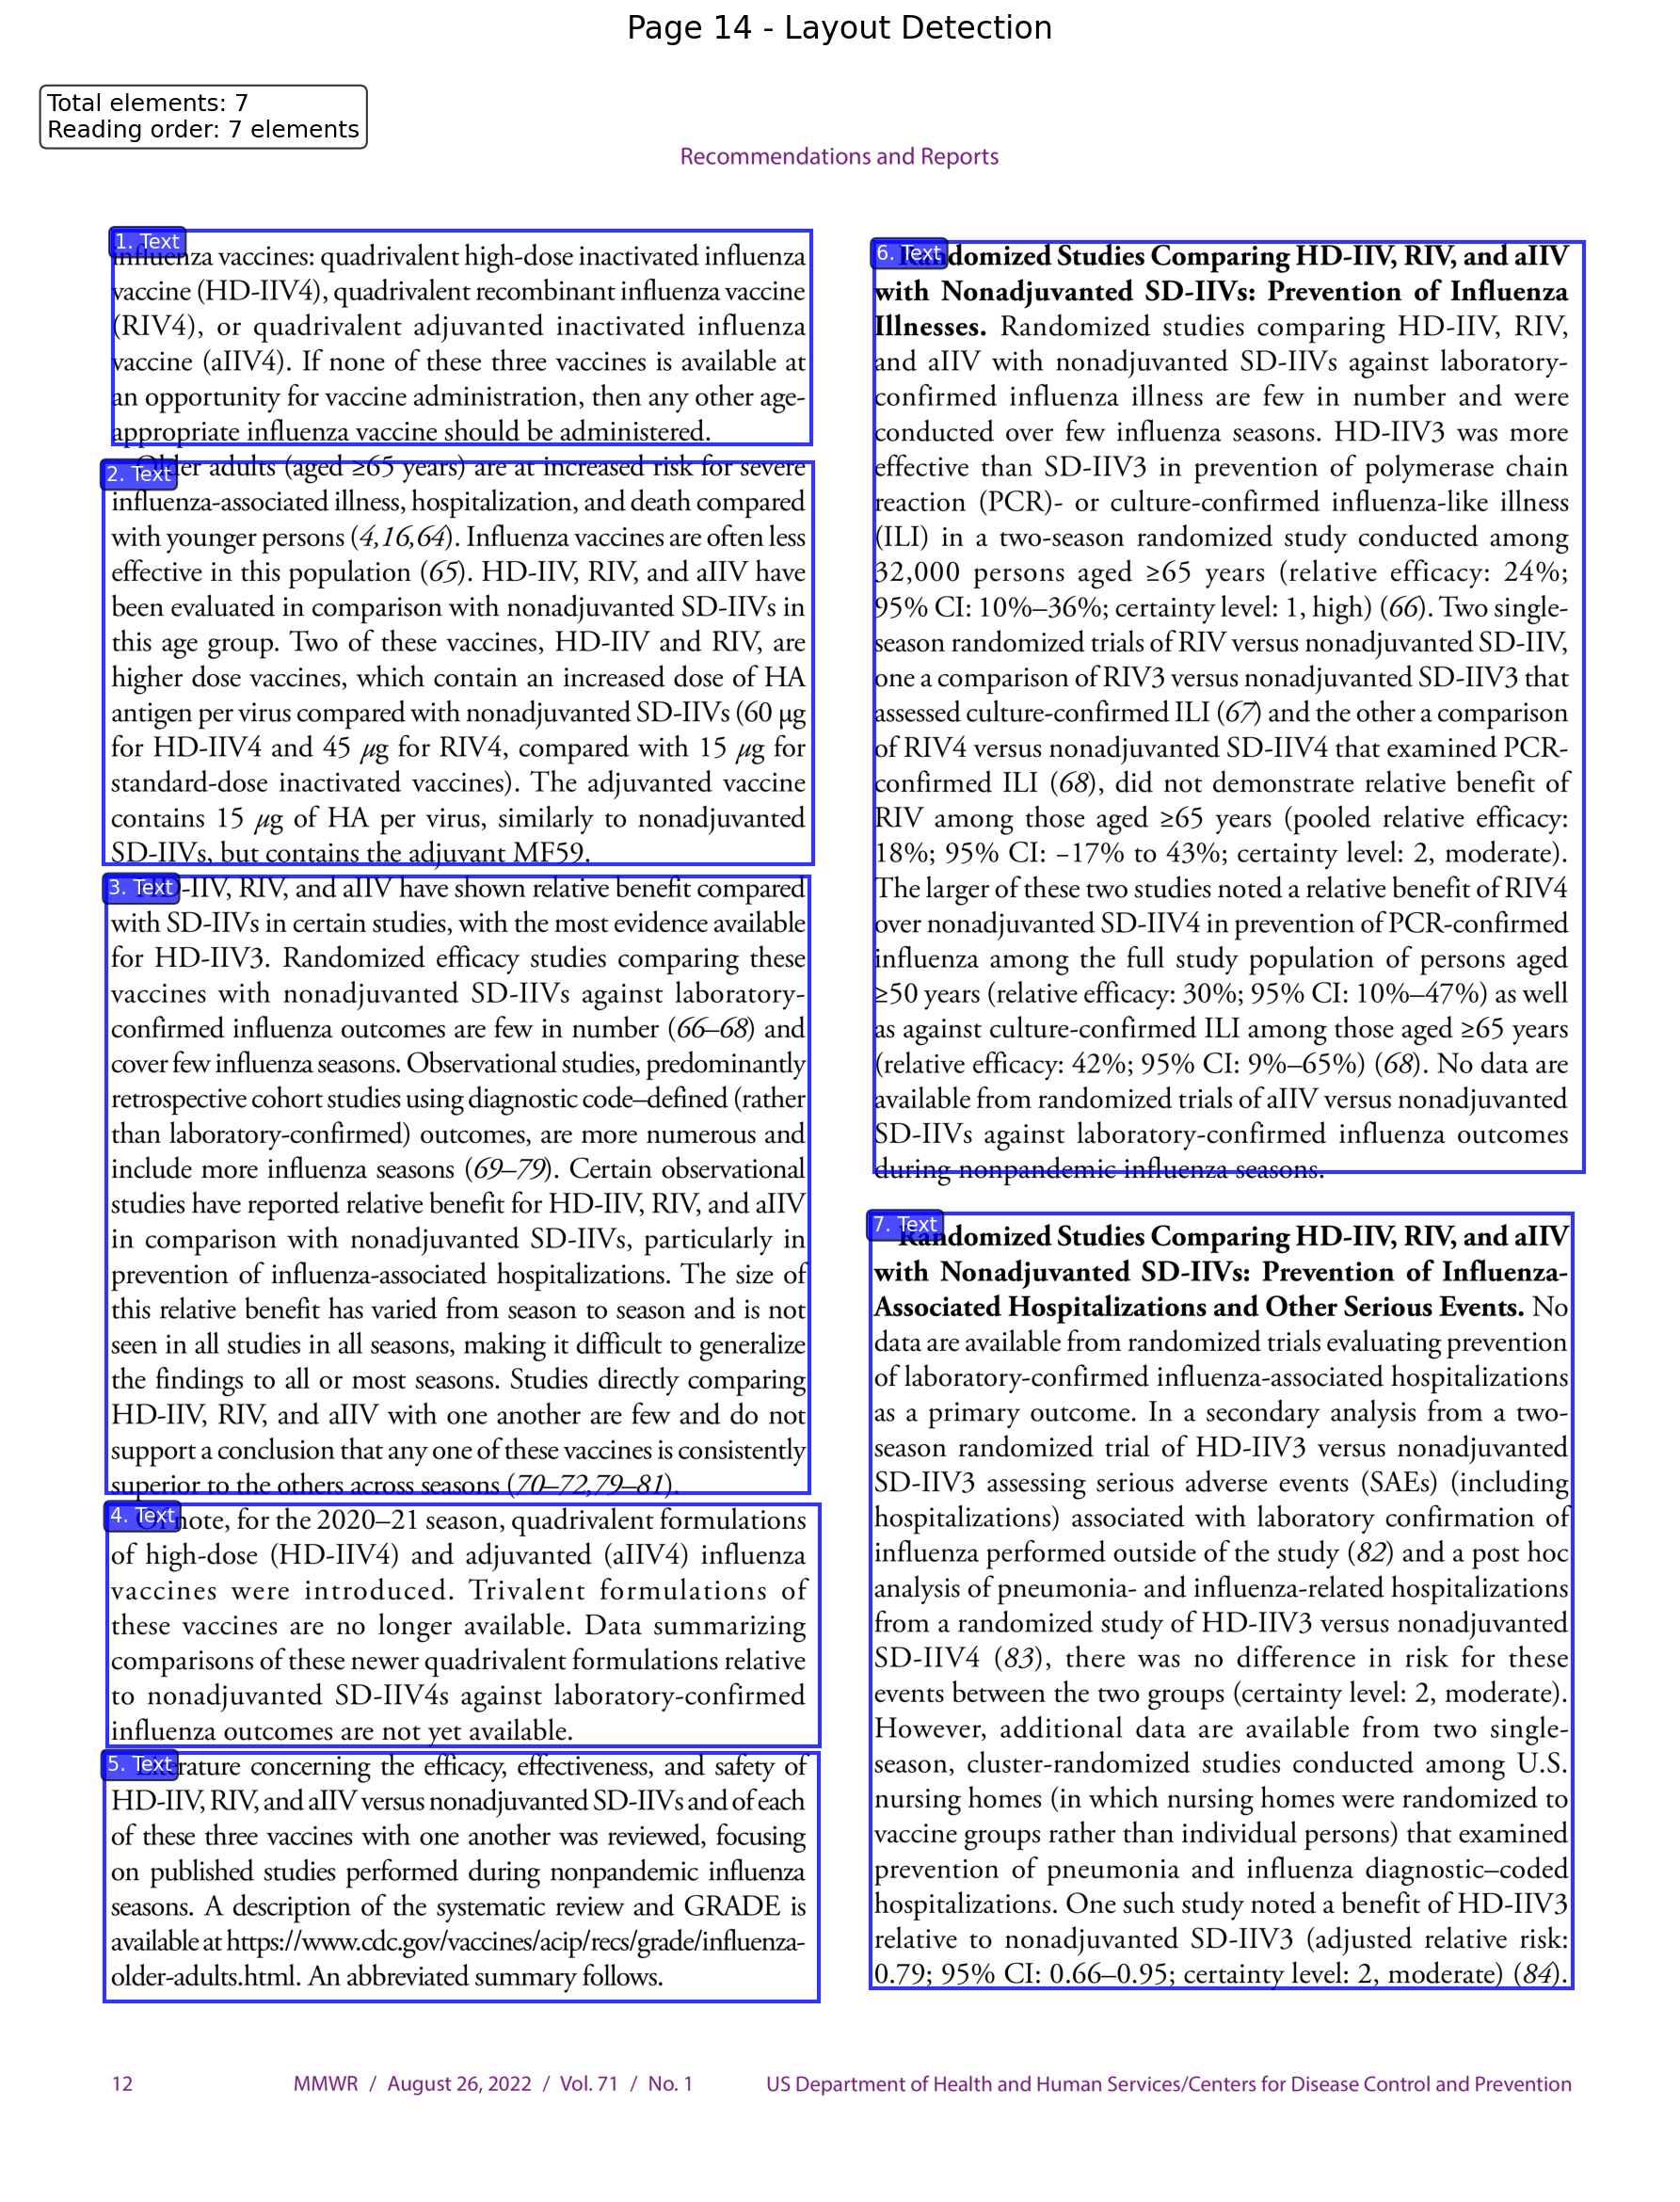 Page 14 - Layout Detection
Total elements: 7
Reading order: 7 elements
Recommendations and Reports
1. Text
influenza vaccines: quadrivalent high-dose inactivated influenza
vaccine (HD-IIV4), quadrivalent recombinant influenza vaccine
(RIV4), or quadrivalent adjuvanted inactivated influenza
vaccine (aIIV4). If none of these three vaccines is available at
an opportunity for vaccine administration, then any other age-
appropriate influenza vaccine should be administered.
2. Text
Older adults (aged ≥65 years) are at increased risk for severe
influenza-associated illness, hospitalization, and death compared
with younger persons (4,16,64). Influenza vaccines are often less
effective in this population (65). HD-IIV, RIV, and aIIV have
been evaluated in comparison with nonadjuvanted SD-IIVs in
this age group. Two of these vaccines, HD-IIV and RIV, are
higher dose vaccines, which contain an increased dose of HA
antigen per virus compared with nonadjuvanted SD-IIVs (60 μg
for HD-IIV4 and 45 μg for RIV4, compared with 15 μg for
standard-dose inactivated vaccines). The adjuvanted vaccine
contains 15 μg of HA per virus, similarly to nonadjuvanted
SD-IIVs, but contains the adjuvant MF59.
3. Text
HD-IIV, RIV, and aIIV have shown relative benefit compared
with SD-IIVs in certain studies, with the most evidence available
for HD-IIV3. Randomized efficacy studies comparing these
vaccines with nonadjuvanted SD-IIVs against laboratory-
confirmed influenza outcomes are few in number (66–68) and
cover few influenza seasons. Observational studies, predominantly
retrospective cohort studies using diagnostic code–defined (rather
than laboratory-confirmed) outcomes, are more numerous and
include more influenza seasons (69–79). Certain observational
studies have reported relative benefit for HD-IIV, RIV, and aIIV
in comparison with nonadjuvanted SD-IIVs, particularly in
prevention of influenza-associated hospitalizations. The size of
this relative benefit has varied from season to season and is not
seen in all studies in all seasons, making it difficult to generalize
the findings to all or most seasons. Studies directly comparing
HD-IIV, RIV, and aIIV with one another are few and do not
support a conclusion that any one of these vaccines is consistently
superior to the others across seasons (70–72,79–81).
4. Text
Of note, for the 2020–21 season, quadrivalent formulations
of high-dose (HD-IIV4) and adjuvanted (aIIV4) influenza
vaccines were introduced. Trivalent formulations of
these vaccines are no longer available. Data summarizing
comparisons of these newer quadrivalent formulations relative
to nonadjuvanted SD-IIV4s against laboratory-confirmed
influenza outcomes are not yet available.
5. Text
Literature concerning the efficacy, effectiveness, and safety of
HD-IIV, RIV, and aIIV versus nonadjuvanted SD-IIVs and of each
of these three vaccines with one another was reviewed, focusing
on published studies performed during nonpandemic influenza
seasons. A description of the systematic review and GRADE is
available at https://www.cdc.gov/vaccines/acip/recs/grade/influenza-
older-adults.html. An abbreviated summary follows.
6. Text
Randomized Studies Comparing HD-IIV, RIV, and aIIV
with Nonadjuvanted SD-IIVs: Prevention of Influenza
Illnesses. Randomized studies comparing HD-IIV, RIV,
and aIIV with nonadjuvanted SD-IIVs against laboratory-
confirmed influenza illness are few in number and were
conducted over few influenza seasons. HD-IIV3 was more
effective than SD-IIV3 in prevention of polymerase chain
reaction (PCR)- or culture-confirmed influenza-like illness
(ILI) in a two-season randomized study conducted among
32,000 persons aged ≥65 years (relative efficacy: 24%;
95% CI: 10%–36%; certainty level: 1, high) (66). Two single-
season randomized trials of RIV versus nonadjuvanted SD-IIV,
one a comparison of RIV3 versus nonadjuvanted SD-IIV3 that
assessed culture-confirmed ILI (67) and the other a comparison
of RIV4 versus nonadjuvanted SD-IIV4 that examined PCR-
confirmed ILI (68), did not demonstrate relative benefit of
RIV among those aged ≥65 years (pooled relative efficacy:
18%; 95% CI: −17% to 43%; certainty level: 2, moderate).
The larger of these two studies noted a relative benefit of RIV4
over nonadjuvanted SD-IIV4 in prevention of PCR-confirmed
influenza among the full study population of persons aged
≥50 years (relative efficacy: 30%; 95% CI: 10%–47%) as well
as against culture-confirmed ILI among those aged ≥65 years
(relative efficacy: 42%; 95% CI: 9%–65%) (68). No data are
available from randomized trials of aIIV versus nonadjuvanted
SD-IIVs against laboratory-confirmed influenza outcomes
during nonpandemic influenza seasons.
7. Text
Randomized Studies Comparing HD-IIV, RIV, and aIIV
with Nonadjuvanted SD-IIVs: Prevention of Influenza-
Associated Hospitalizations and Other Serious Events. No
data are available from randomized trials evaluating prevention
of laboratory-confirmed influenza-associated hospitalizations
as a primary outcome. In a secondary analysis from a two-
season randomized trial of HD-IIV3 versus nonadjuvanted
SD-IIV3 assessing serious adverse events (SAEs) (including
hospitalizations) associated with laboratory confirmation of
influenza performed outside of the study (82) and a post hoc
analysis of pneumonia- and influenza-related hospitalizations
from a randomized study of HD-IIV3 versus nonadjuvanted
SD-IIV4 (83), there was no difference in risk for these
events between the two groups (certainty level: 2, moderate).
However, additional data are available from two single-
season, cluster-randomized studies conducted among U.S.
nursing homes (in which nursing homes were randomized to
vaccine groups rather than individual persons) that examined
prevention of pneumonia and influenza diagnostic–coded
hospitalizations. One such study noted a benefit of HD-IIV3
relative to nonadjuvanted SD-IIV3 (adjusted relative risk:
0.79; 95% CI: 0.66–0.95; certainty level: 2, moderate) (84).
12 MMWR / August 26, 2022 / Vol. 71 / No. 1 US Department of Health and Human Services/Centers for Disease Control and Prevention